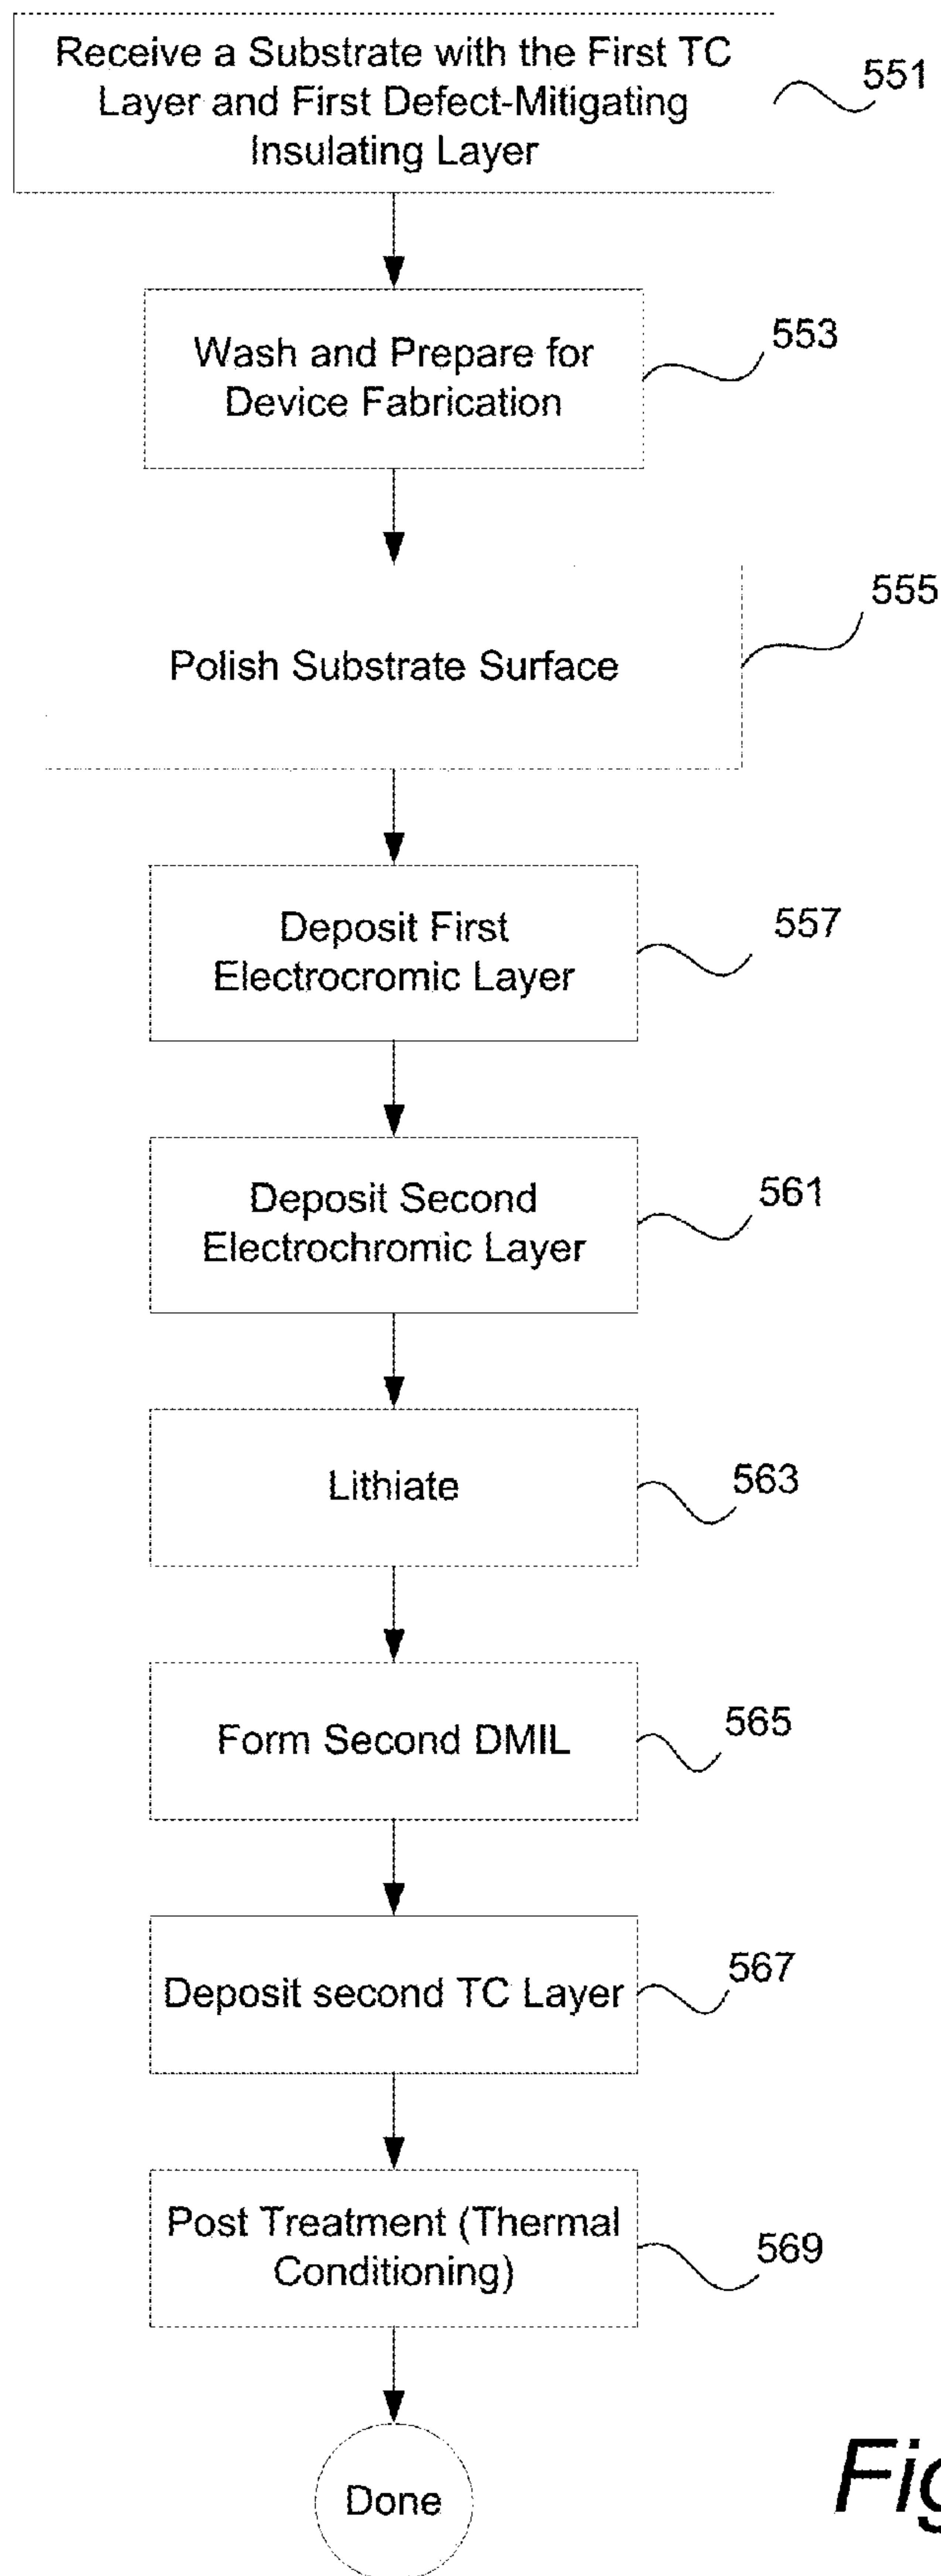 Receive a Substrate with the First TC
Layer and First Defect-Mitigating
Insulating Layer
551
Wash and Prepare for
Device Fabrication
553
Polish Substrate Surface
555
Deposit First
Electrocromic Layer
557
Deposit Second
Electrochromic Layer
561
Lithiate
563
Form Second DMIL
565
Deposit second TC Layer
567
Post Treatment (Thermal
Conditioning)
569
Done
Fig